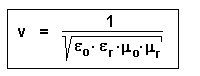 v = 1 / √(ε₀ · εᵣ · μ₀ · μᵣ)